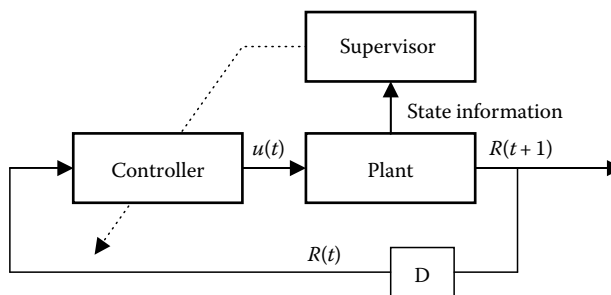 Supervisor
State information
Controller
u(t)
Plant
R(t + 1)
R(t)
D